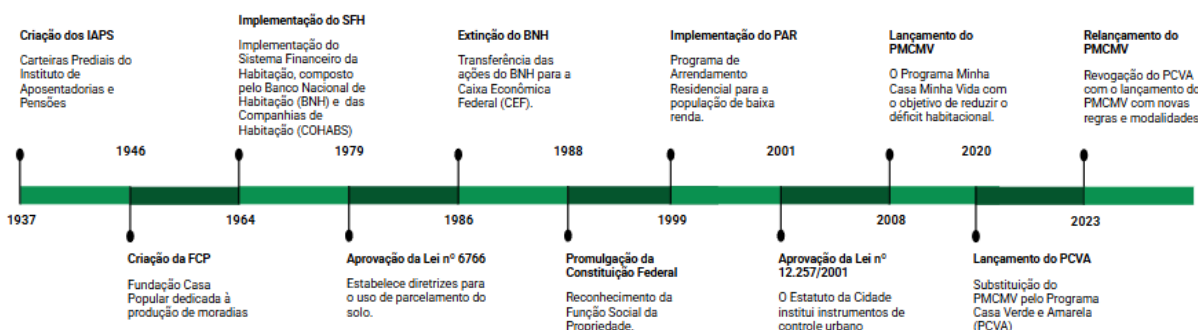 Criação dos IAPS
Carteiras Prediais do
Instituto de
Aposentadorias e
Pensões
Implementação do SFH
Implementação do
Sistema Financeiro da
Habitação, composto
pelo Banco Nacional de
Habitação (BNH) e das
Companhias de
Habitação (COHABS)
Extinção do BNH
Transferência das
ações do BNH para a
Caixa Econômica
Federal (CEF).
Implementação do PAR
Programa de
Arrendamento
Residencial para a
população de baixa
renda.
Lançamento do
PMCMV
O Programa Minha
Casa Minha Vida com
o objetivo de reduzir o
déficit habitacional.
Relançamento do
PMCMV
Revogação do PCVA
com o lançamento do
PMCMV com novas
regras e modalidades
1946
1979
1988
2001
2020
1937
1964
1986
1999
2008
2023
Criação da FCP
Fundação Casa
Popular dedicada à
produção de moradias
Aprovação da Lei nº 6766
Estabelece diretrizes para
o uso de parcelamento do
solo.
Promulgação da
Constituição Federal
Reconhecimento da
Função Social da
Propriedade.
Aprovação da Lei nº
12.257/2001
O Estatuto da Cidade
institui instrumentos de
controle urbano
Lançamento do PCVA
Substituição do
PMCMV pelo Programa
Casa Verde e Amarela
(PCVA)